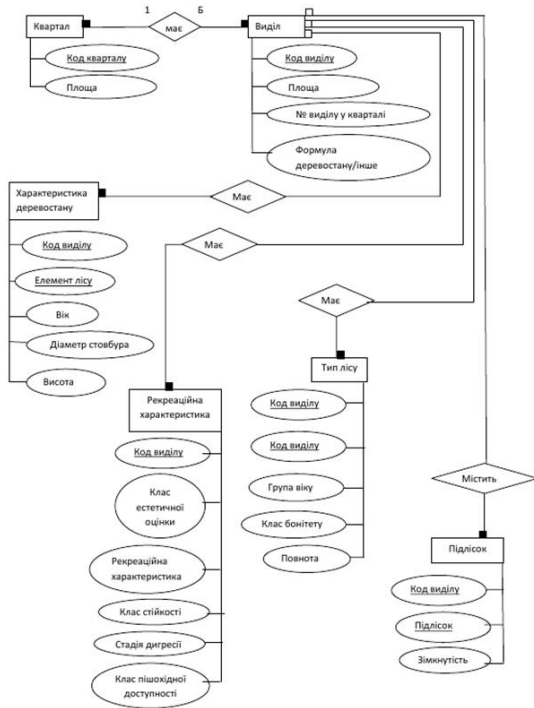 1
Б
Квартал
має
Виділ
Код кварталу
Площа
Код виділу
Площа
№ виділу у кварталі
Формула
деревостану/інше
Характеристика
деревостану
Має
Код виділу
Елемент лісу
Вік
Діаметр стовбура
Висота
Має
Має
Тип лісу
Рекреаційна
характеристика
Код виділу
Клас
естетичної
оцінки
Рекреаційна
характеристика
Клас стійкості
Стадія дигресії
Клас пішохідної
доступності
Код виділу
Код виділу
Група віку
Клас бонітету
Повнота
Містить
Підлісок
Код виділу
Підлісок
Зімкнутість